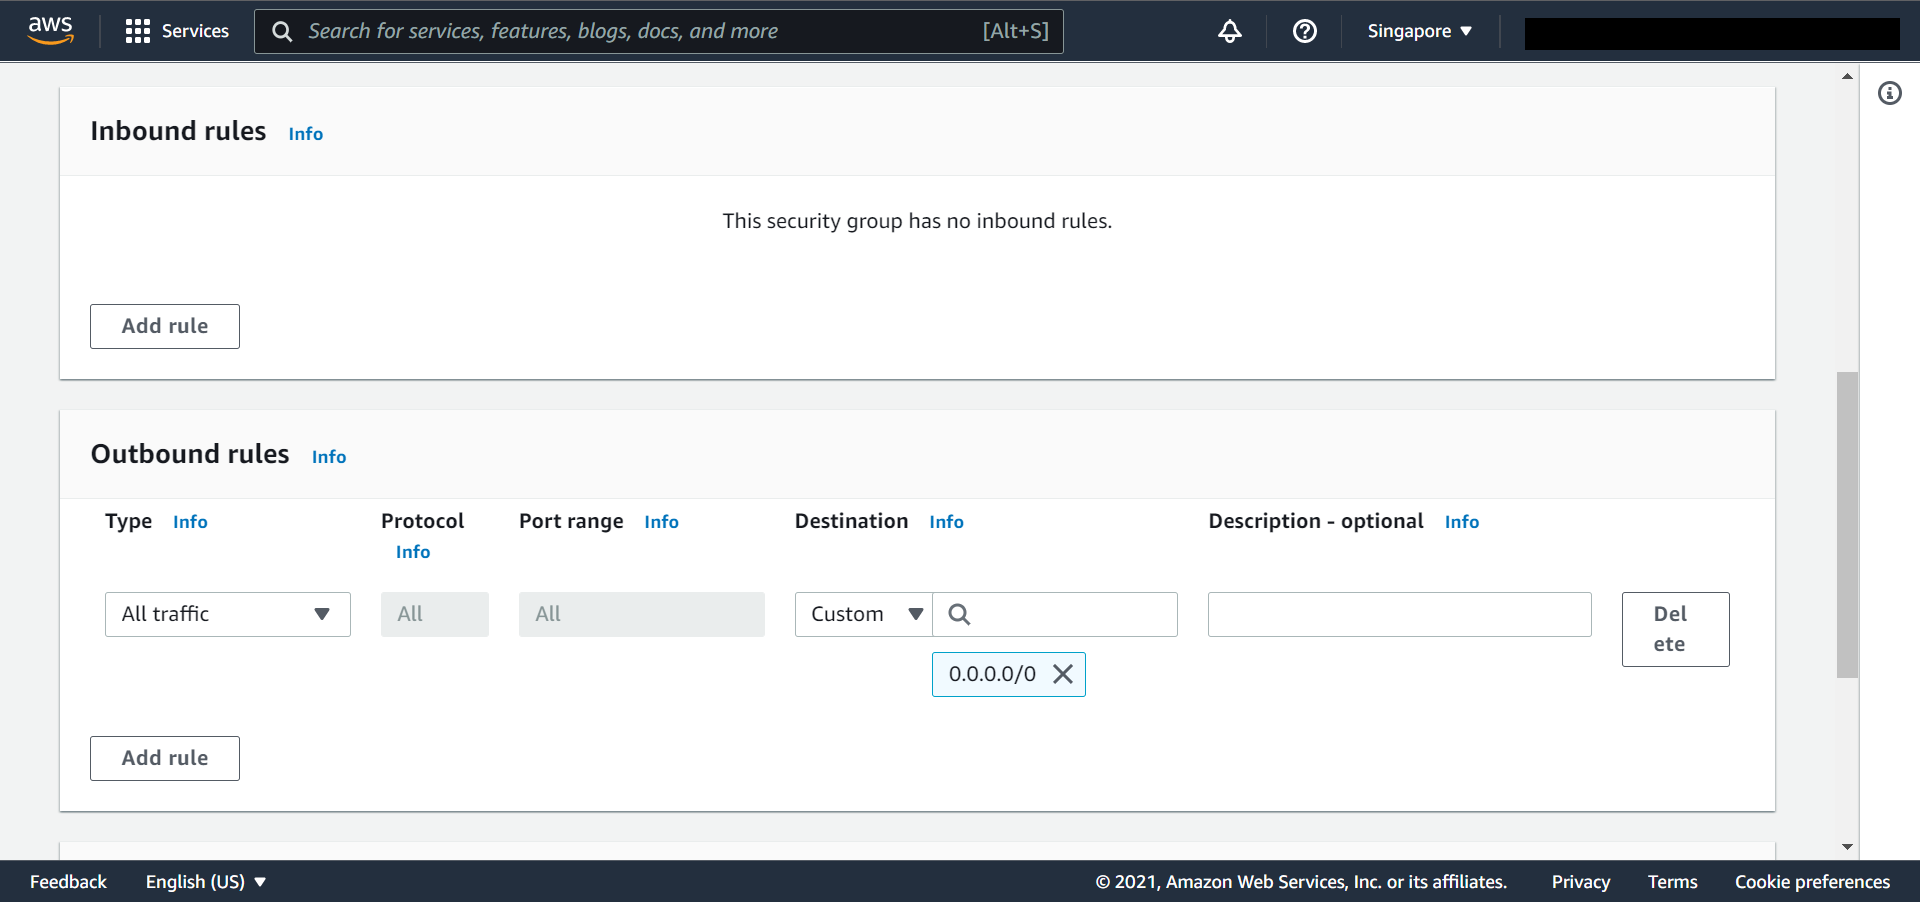 aws Services Search for services, features, blogs, docs, and more [Alt+S] Singapore
Inbound rules Info
This security group has no inbound rules.
Add rule
Outbound rules Info
Type Info Protocol Port range Info Destination Info Description - optional Info
Info
All traffic All All Custom Del
ete
0.0.0.0/0
Add rule
Feedback English (US) © 2021, Amazon Web Services, Inc. or its affiliates. Privacy Terms Cookie preferences